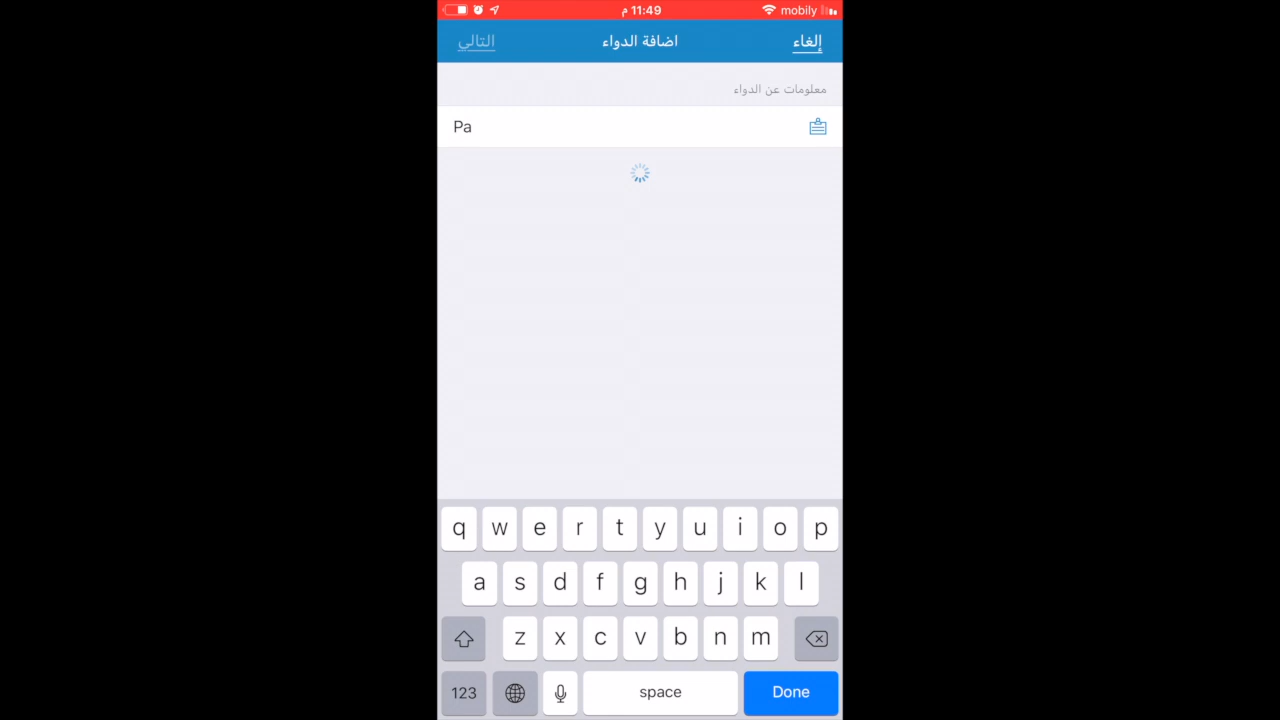 mobily 11:49 م
إلغاء اضافة الدواء التالي
معلومات عن الدواء
Pa
q w e r t y u i o p
a s d f g h j k l
z x c v b n m
123 space Done